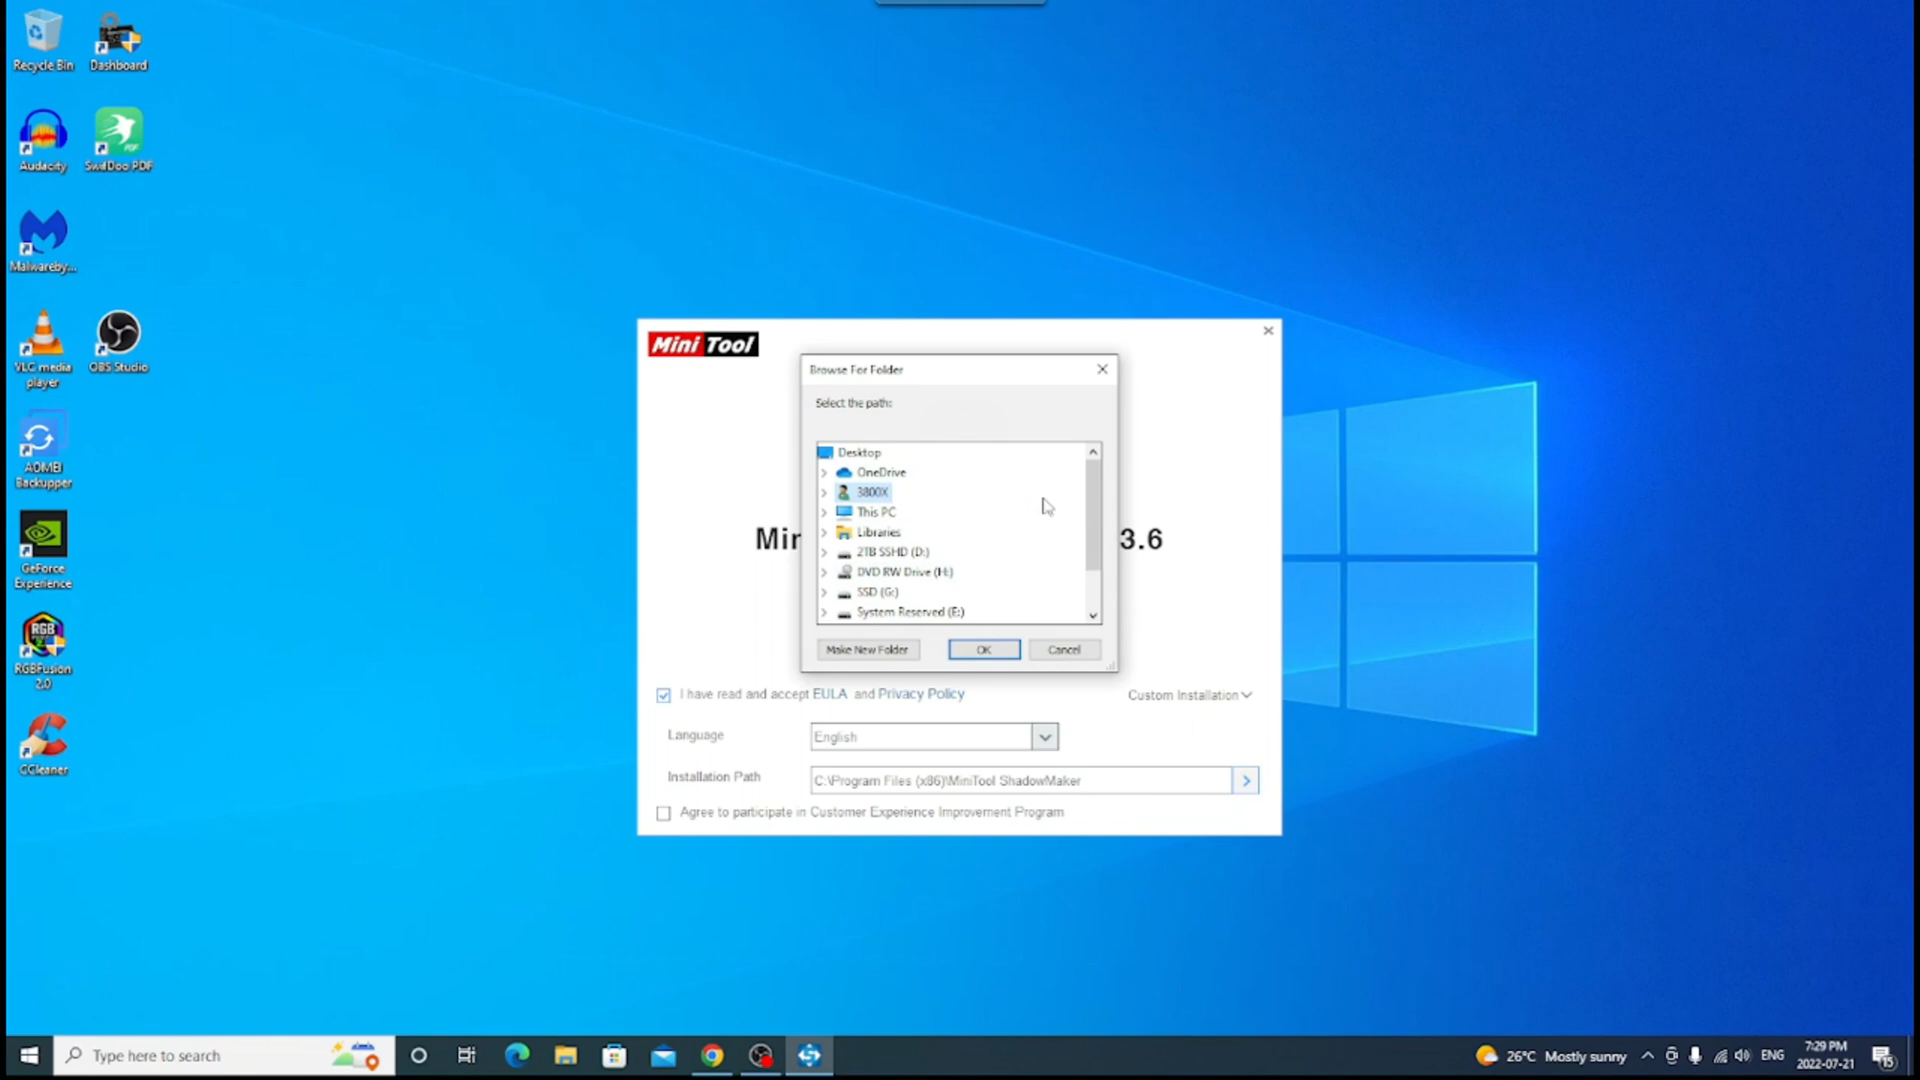 Recycle Bin
Dashboard
Audacity
SwifDoo PDF
Malwareby...
VLC media
player
OBS Studio
AOMEI
Backupper
GeForce
Experience
RGB
RGBFusion
2.0
CCleaner
Mini Tool
Browse For Folder
Select the path:
Desktop
OneDrive
3800X
This PC
Libraries
2TB SSHD (D:)
DVD RW Drive (H:)
SSD (G:)
System Reserved (E:)
Make New Folder
OK
Cancel
3.6
I have read and accept EULA and Privacy Policy
Custom Installation
Language
English
Installation Path
C:\Program Files (x86)\MiniTool ShadowMaker
Agree to participate in Customer Experience Improvement Program
Type here to search
26°C Mostly sunny
ENG
7:29 PM
2022-07-21
15